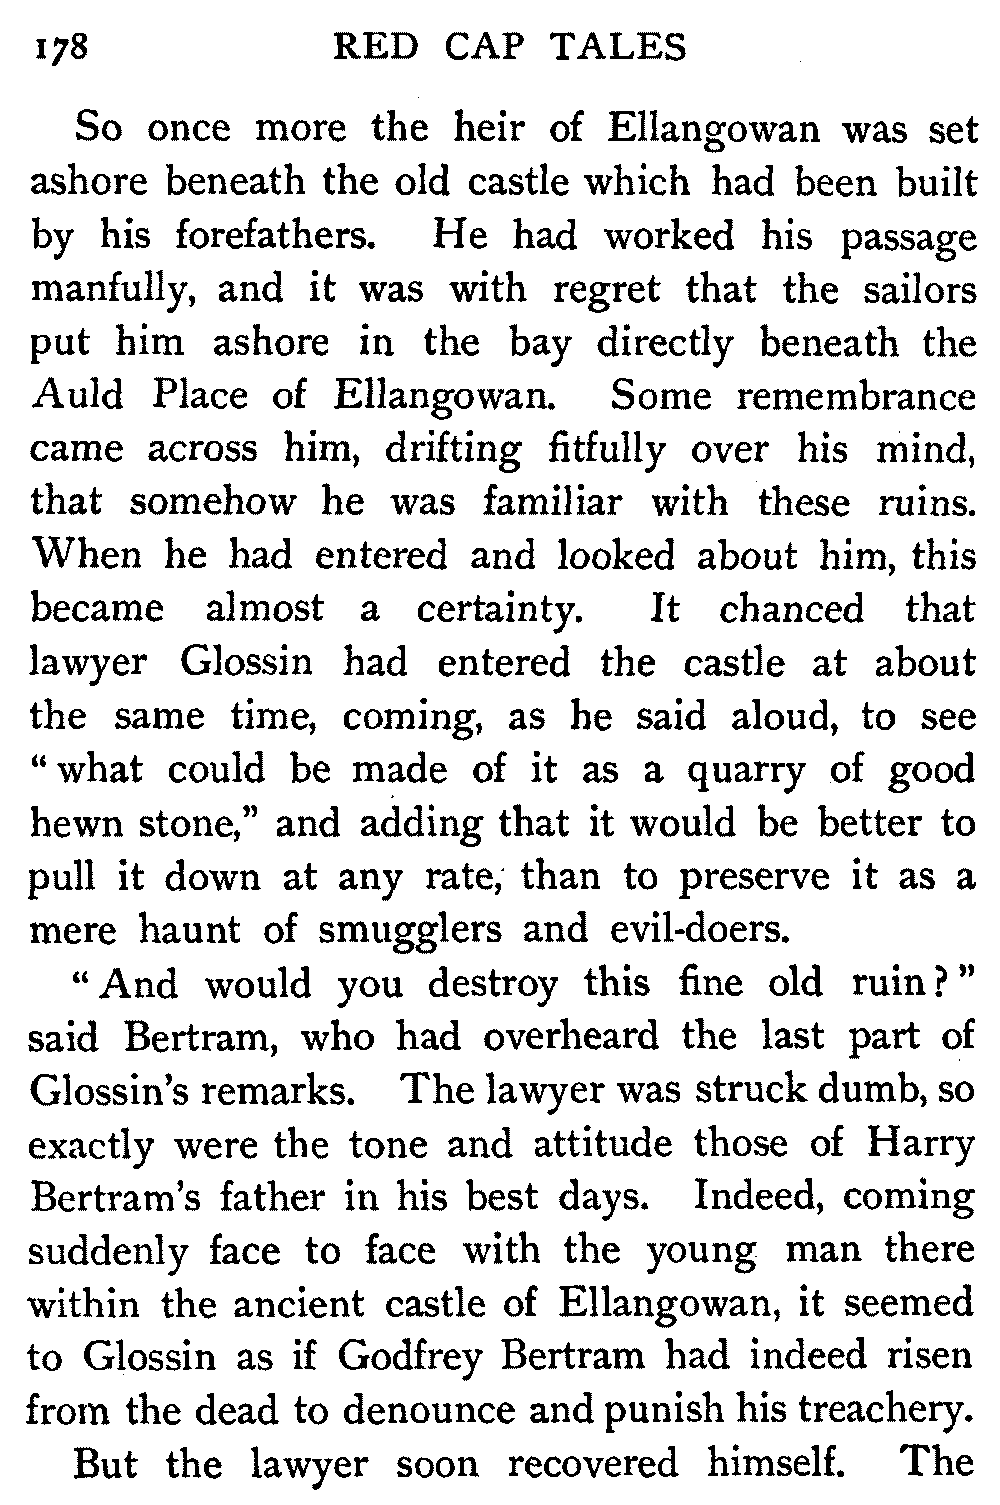 178 RED CAP TALES
So once more the heir of Ellangowan was set
ashore beneath the old castle which had been built
by his forefathers. He had worked his passage
manfully, and it was with regret that the sailors
put him ashore in the bay directly beneath the
Auld Place of Ellangowan. Some remembrance
came across him, drifting fitfully over his mind,
that somehow he was familiar with these ruins.
When he had entered and looked about him, this
became almost a certainty. It chanced that
lawyer Glossin had entered the castle at about
the same time, coming, as he said aloud, to see
“ what could be made of it as a quarry of good
hewn stone,” and adding that it would be better to
pull it down at any rate, than to preserve it as a
mere haunt of smugglers and evil-doers.
“ And would you destroy this fine old ruin ? ”
said Bertram, who had overheard the last part of
Glossin's remarks. The lawyer was struck dumb, so
exactly were the tone and attitude those of Harry
Bertram's father in his best days. Indeed, coming
suddenly face to face with the young man there
within the ancient castle of Ellangowan, it seemed
to Glossin as if Godfrey Bertram had indeed risen
from the dead to denounce and punish his treachery.
But the lawyer soon recovered himself. The